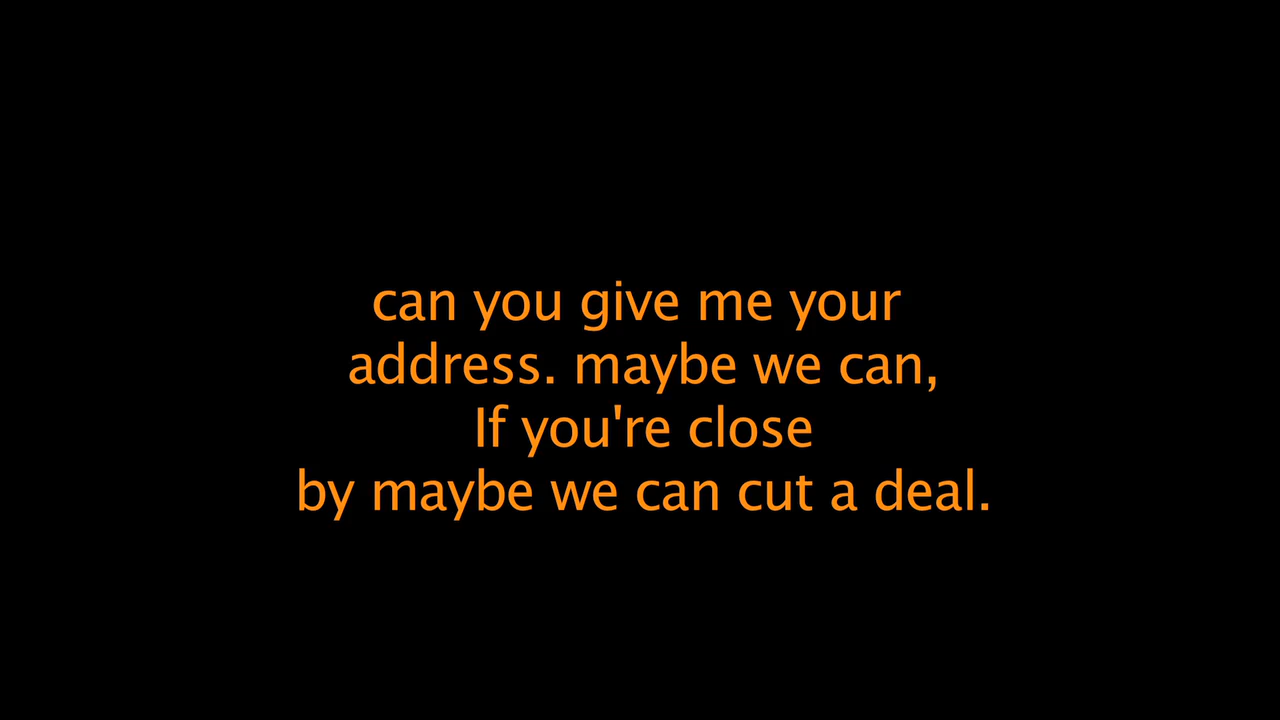 can you give me your
address. maybe we can,
If you're close
by maybe we can cut a deal.